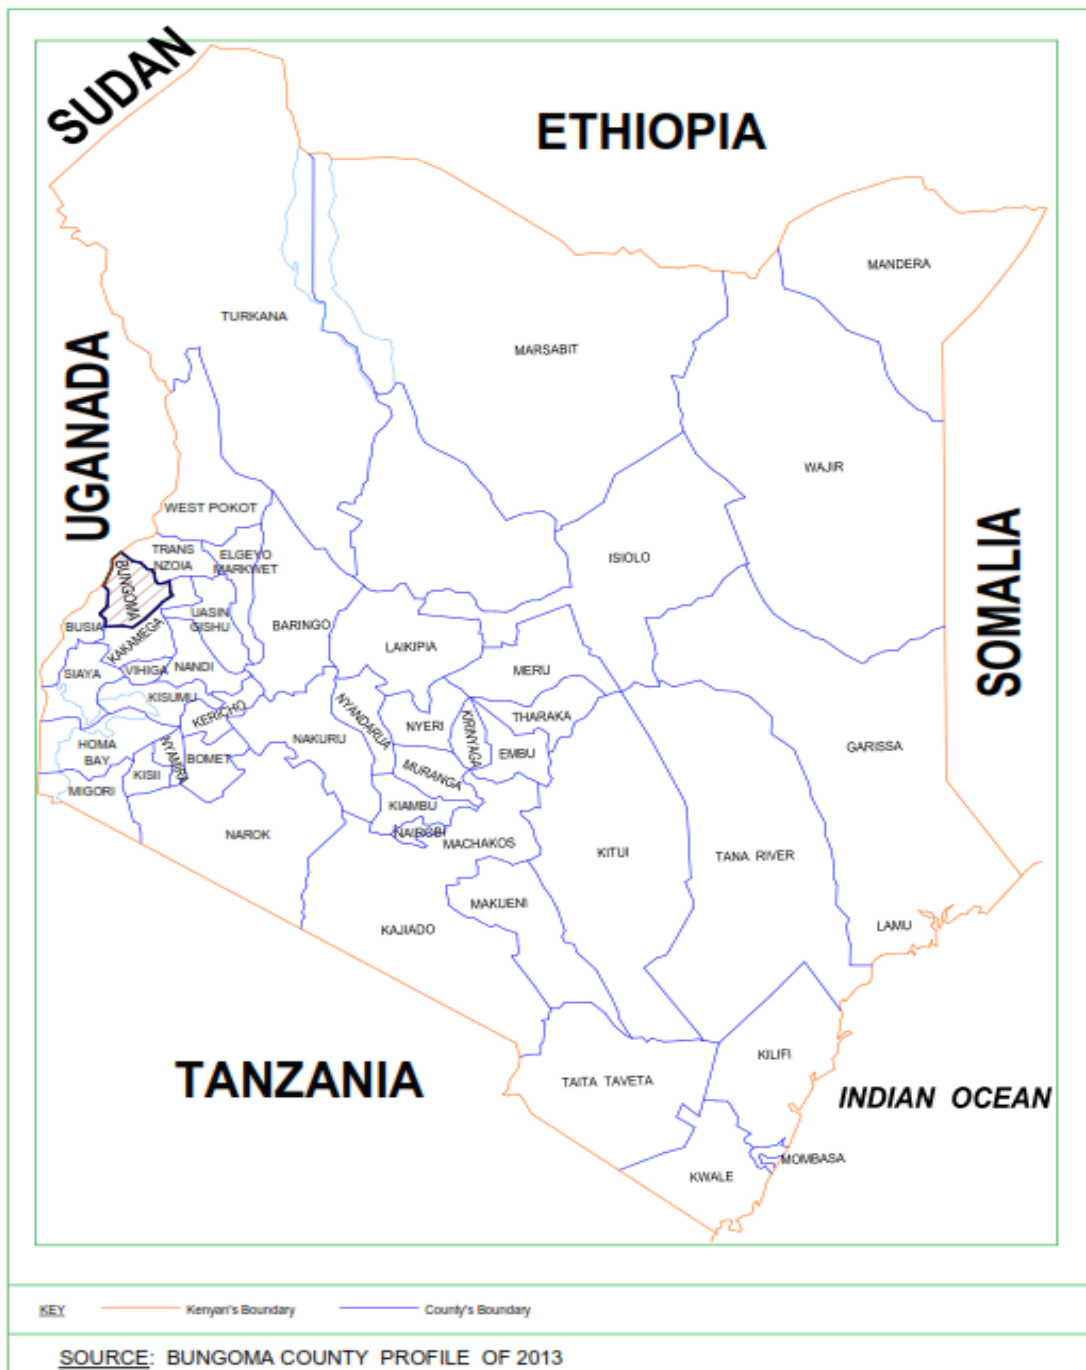 SUDAN
ETHIOPIA
MANDERA
TURKANA
MARSABIT
UGANDA
WAJIR
WEST POKOT
SOMALIA
TRANS
NZOIA
ELGEYO
MARKWET
ISIOLO
BUNGOMA
UASIN
GISHU
BUSIA
KAKAMEGA
BARINGO
LAIKIPIA
SIAYA
VIHIGA
NANDI
MERU
KISUMU
KERICHO
NYANDARUA
NYERI
KIRINYAGA
THARAKA
HOMA
BAY
NYAMIRA
BOMET
NAKURU
EMBU
GARISSA
KISII
MURANGA
MIGORI
KIAMBU
NAROK
NAIROBI
MACHAKOS
KITUI
TANA RIVER
MAKUENI
KAJIADO
LAMU
TANZANIA
TAITA TAVETA
KILIFI
INDIAN OCEAN
MOMBASA
KWALE
KEY Kenyan's Boundary County's Boundary
SOURCE: BUNGOMA COUNTY PROFILE OF 2013